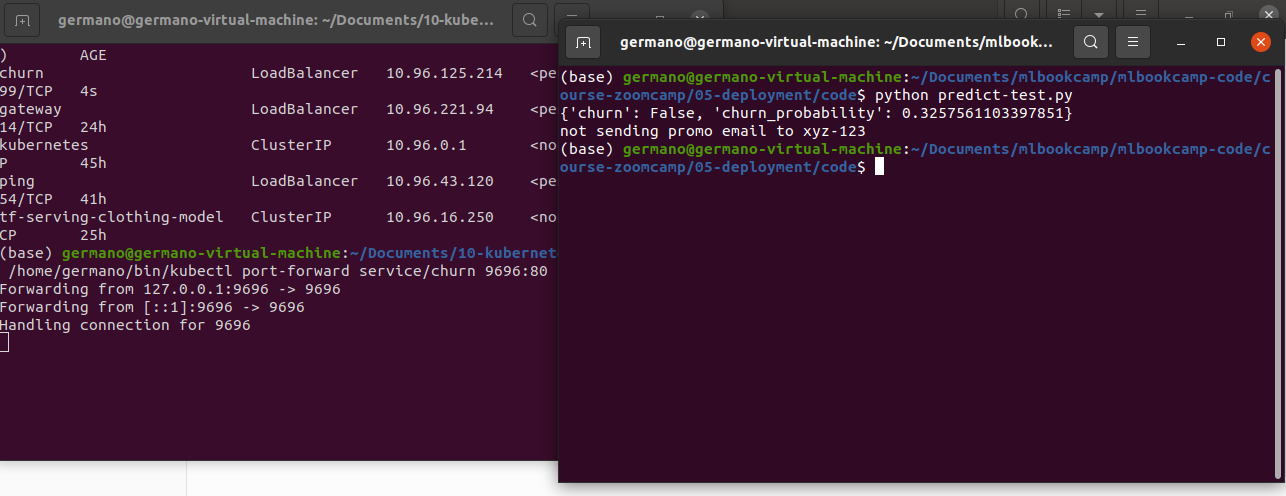 germano@germano-virtual-machine: ~/Documents/10-kube...
) AGE
churn LoadBalancer 10.96.125.214 <pe
99/TCP 4s
gateway LoadBalancer 10.96.221.94 <pe
14/TCP 24h
kubernetes ClusterIP 10.96.0.1 <no
P 45h
ping LoadBalancer 10.96.43.120 <pe
54/TCP 41h
tf-serving-clothing-model ClusterIP 10.96.16.250 <no
CP 25h
(base) germano@germano-virtual-machine:~/Documents/10-kubernet
/home/germano/bin/kubectl port-forward service/churn 9696:80
Forwarding from 127.0.0.1:9696 -> 9696
Forwarding from [::1]:9696 -> 9696
Handling connection for 9696
germano@germano-virtual-machine: ~/Documents/mlbook...
(base) germano@germano-virtual-machine:~/Documents/mlbookcamp/mlbookcamp-code/c
ourse-zoomcamp/05-deployment/code$ python predict-test.py
{'churn': False, 'churn_probability': 0.3257561103397851}
not sending promo email to xyz-123
(base) germano@germano-virtual-machine:~/Documents/mlbookcamp/mlbookcamp-code/c
ourse-zoomcamp/05-deployment/code$